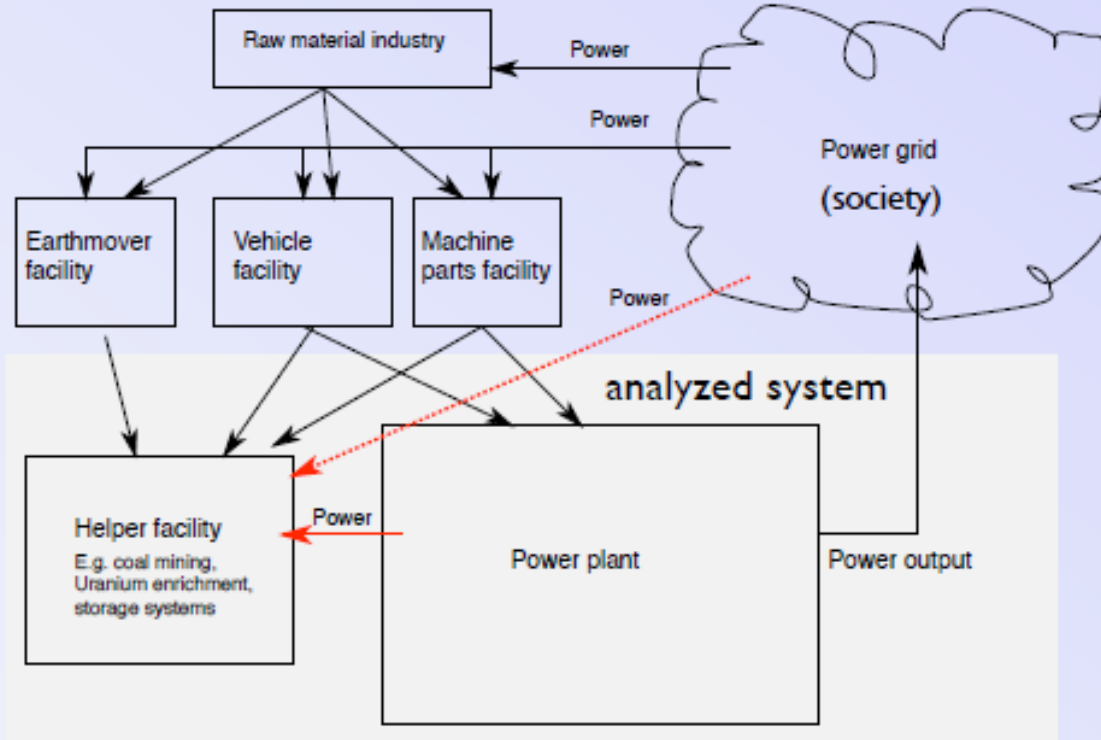 Raw material industry
Power
Power
Power grid
(society)
Earthmover
facility
Vehicle
facility
Machine
parts facility
Power
analyzed system
Helper facility
E.g. coal mining,
Uranium enrichment,
storage systems
Power
Power plant
Power output